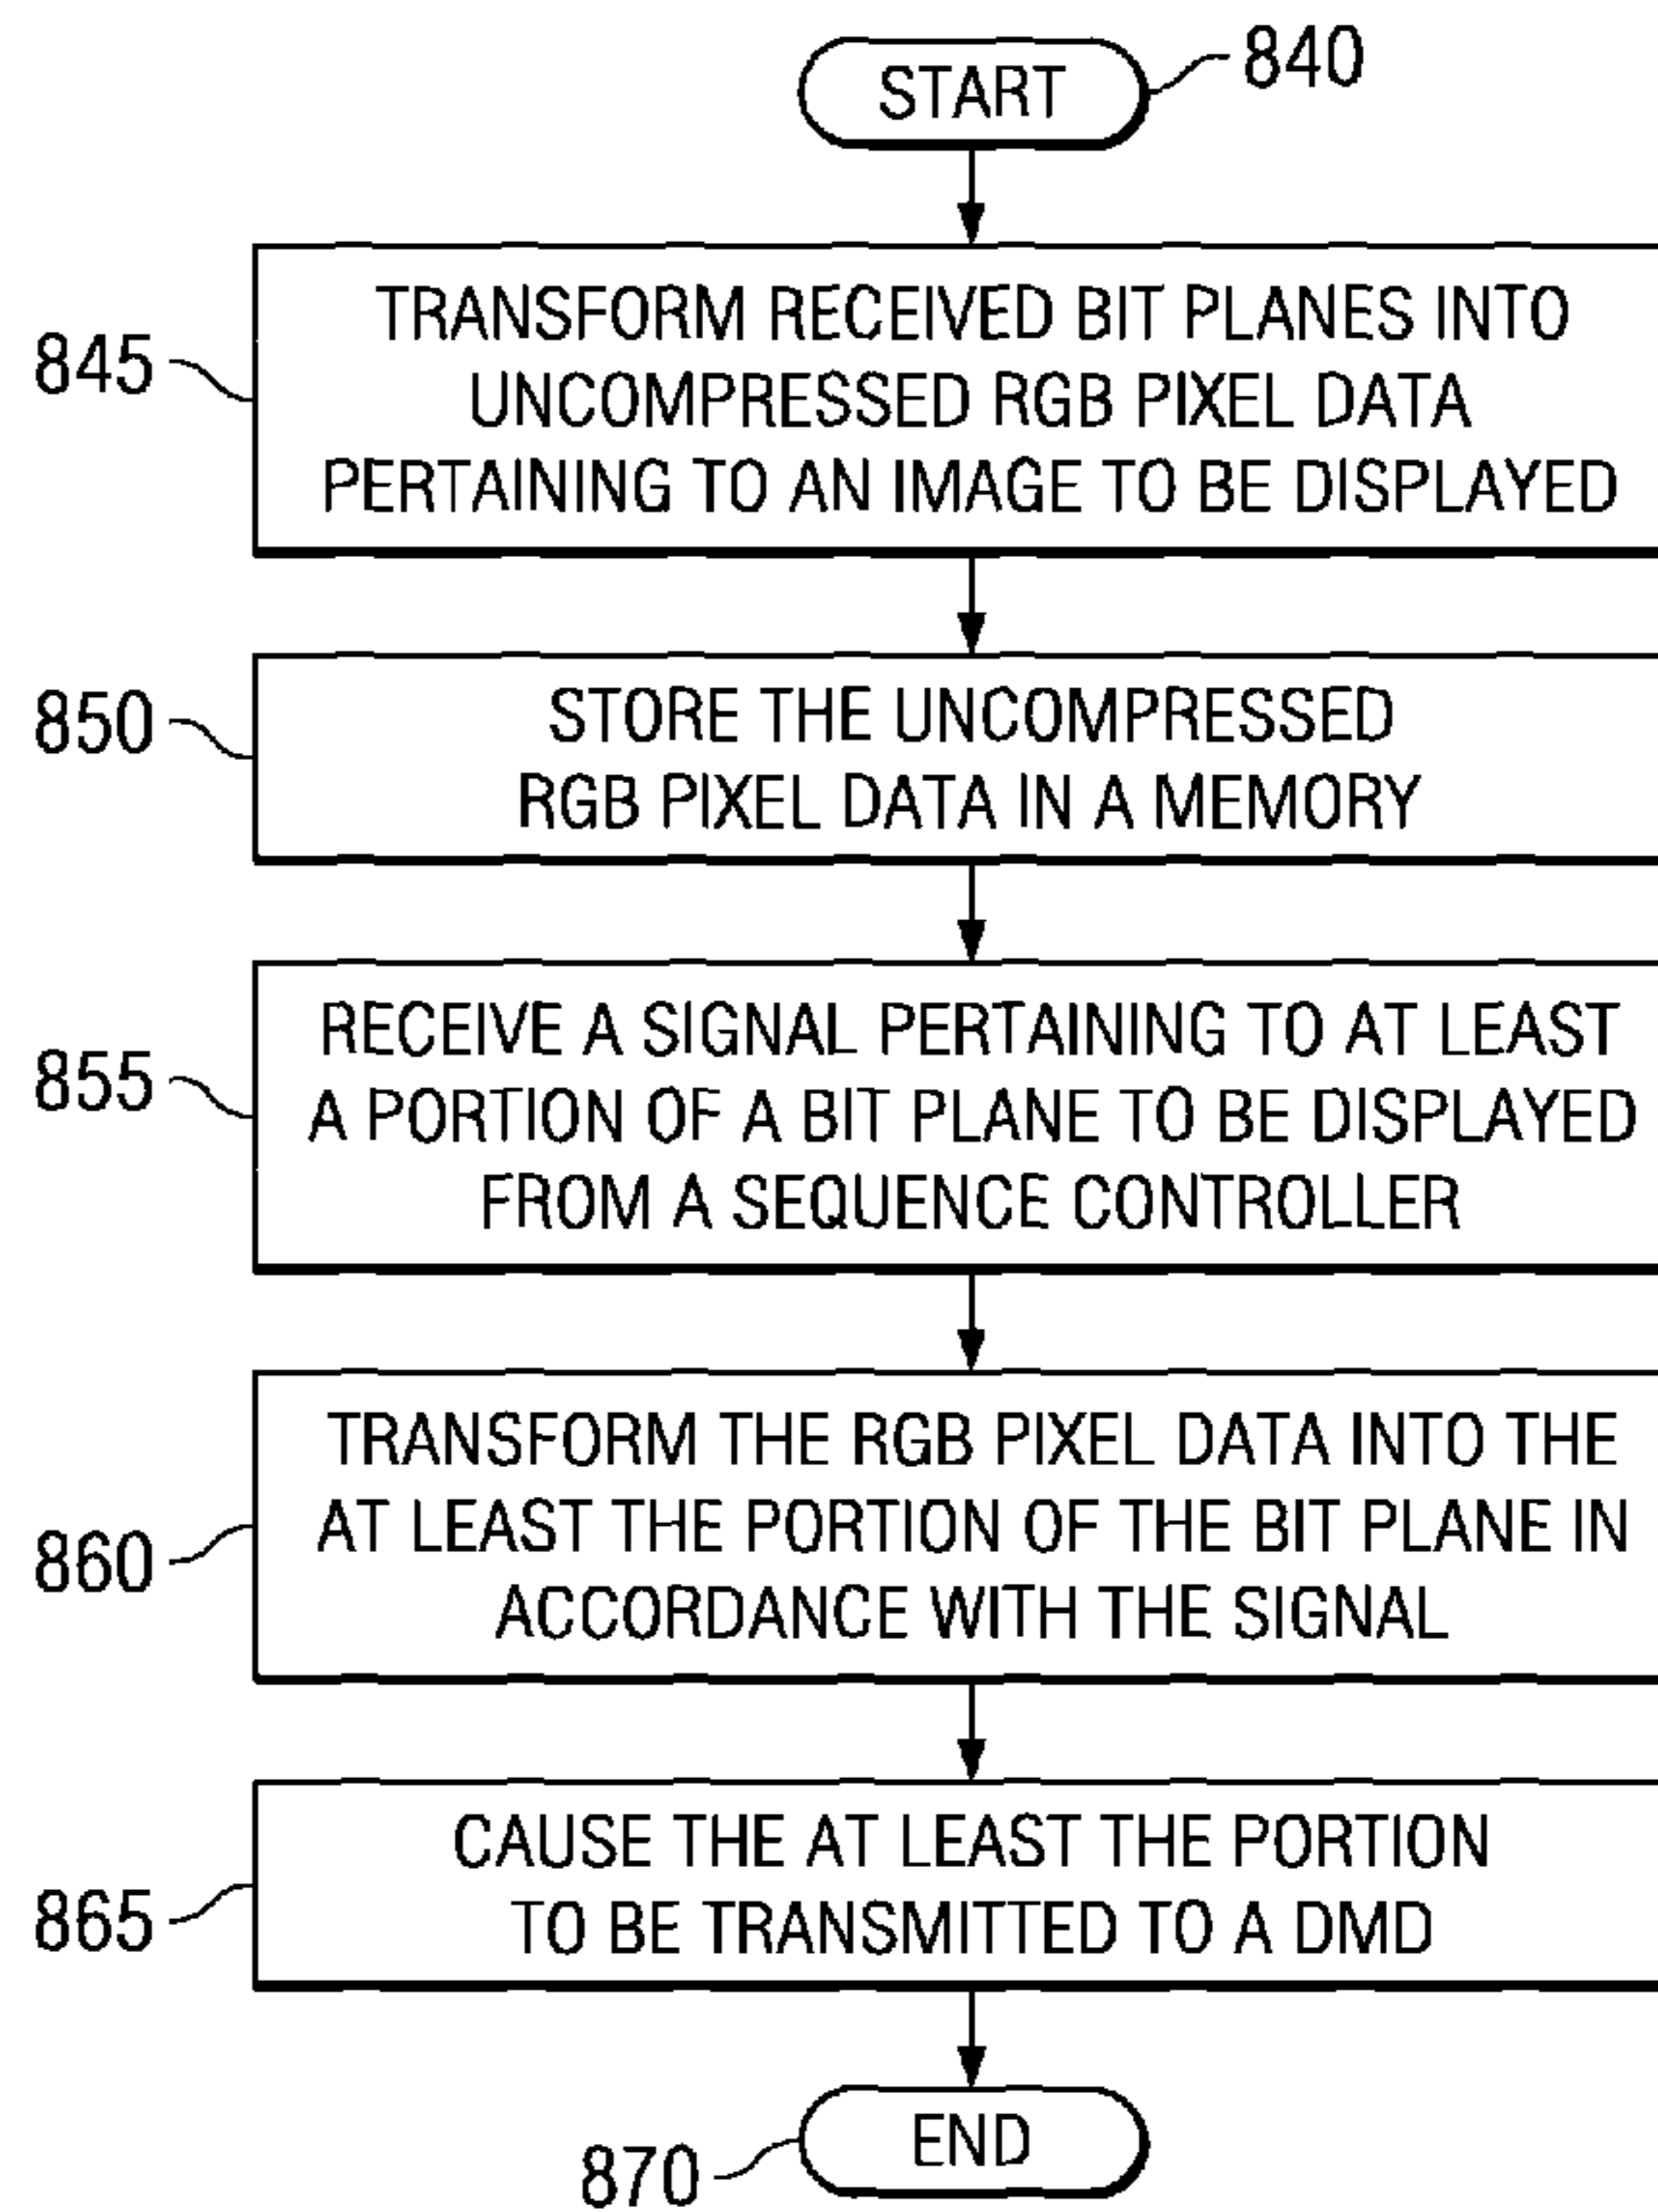 START
840
845
TRANSFORM RECEIVED BIT PLANES INTO
UNCOMPRESSED RGB PIXEL DATA
PERTAINING TO AN IMAGE TO BE DISPLAYED
850
STORE THE UNCOMPRESSED
RGB PIXEL DATA IN A MEMORY
855
RECEIVE A SIGNAL PERTAINING TO AT LEAST
A PORTION OF A BIT PLANE TO BE DISPLAYED
FROM A SEQUENCE CONTROLLER
860
TRANSFORM THE RGB PIXEL DATA INTO THE
AT LEAST THE PORTION OF THE BIT PLANE IN
ACCORDANCE WITH THE SIGNAL
865
CAUSE THE AT LEAST THE PORTION
TO BE TRANSMITTED TO A DMD
END
870